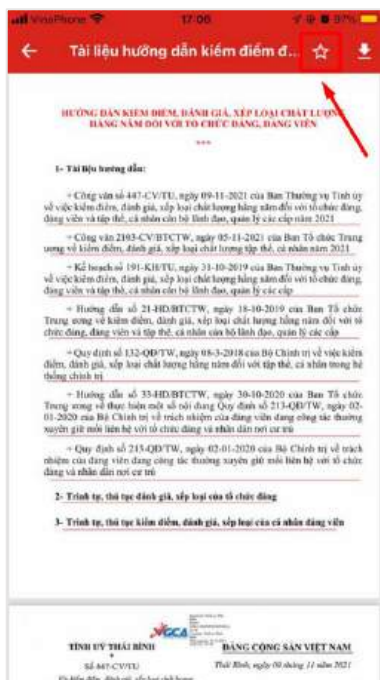 VinaPhone
17:06
97%
Tài liệu hướng dẫn kiểm điểm đ...
HƯỚNG DẪN KIỂM ĐIỂM, ĐÁNH GIÁ, XẾP LOẠI CHẤT LƯỢNG
HÀNG NĂM ĐỐI VỚI TỔ CHỨC ĐẢNG, ĐẢNG VIÊN
***
1- Tài liệu hướng dẫn:
+ Công văn số 447-CV/TU, ngày 09-11-2021 của Ban Thường vụ Tỉnh ủy
về việc kiểm điểm, đánh giá, xếp loại chất lượng hằng năm đối với tổ chức đảng,
đảng viên và tập thể, cá nhân cán bộ lãnh đạo, quản lý các cấp năm 2021
+ Công văn 2103-CV/BTCTW, ngày 05-11-2021 của Ban Tổ chức Trung
ương về kiểm điểm, đánh giá, xếp loại chất lượng tập thể, cá nhân năm 2021
+ Kế hoạch số 191-KH/TU, ngày 31-10-2019 của Ban Thường vụ Tỉnh ủy
về việc kiểm điểm, đánh giá, xếp loại chất lượng hằng năm đối với tổ chức đảng,
đảng viên và tập thể, cá nhân cán bộ lãnh đạo, quản lý các cấp
+ Hướng dẫn số 21-HD/BTCTW, ngày 18-10-2019 của Ban Tổ chức
Trung ương về kiểm điểm, đánh giá, xếp loại chất lượng hằng năm đối với tổ
chức đảng, đảng viên và tập thể, cá nhân cán bộ lãnh đạo, quản lý các cấp
+ Quy định số 132-QĐ/TW, ngày 08-3-2018 của Bộ Chính trị về việc kiểm
điểm, đánh giá, xếp loại chất lượng hằng năm đối với tập thể, cá nhân trong hệ
thống chính trị
+ Hướng dẫn số 33-HD/BTCTW, ngày 30-10-2020 của Ban Tổ chức
Trung ương về thực hiện một số nội dung Quy định số 213-QĐ/TW, ngày 02-
01-2020 của Bộ Chính trị về trách nhiệm của đảng viên đang công tác thường
xuyên giữ mối liên hệ với tổ chức đảng và nhân dân nơi cư trú
+ Quy định số 213-QĐ/TW, ngày 02-01-2020 của Bộ Chính trị về trách
nhiệm của đảng viên đang công tác thường xuyên giữ mối liên hệ với tổ chức
đảng và nhân dân nơi cư trú
2- Trình tự, thủ tục đánh giá, xếp loại của tổ chức đảng
3- Trình tự, thủ tục kiểm điểm, đánh giá, xếp loại của cá nhân đảng viên
VGCA
TỈNH ỦY THÁI BÌNH
ĐẢNG CỘNG SẢN VIỆT NAM
*
Số 447-CV/TU
Thái Bình, ngày 09 tháng 11 năm 2021
Về kiểm điểm, đánh giá, xếp loại chất lượng